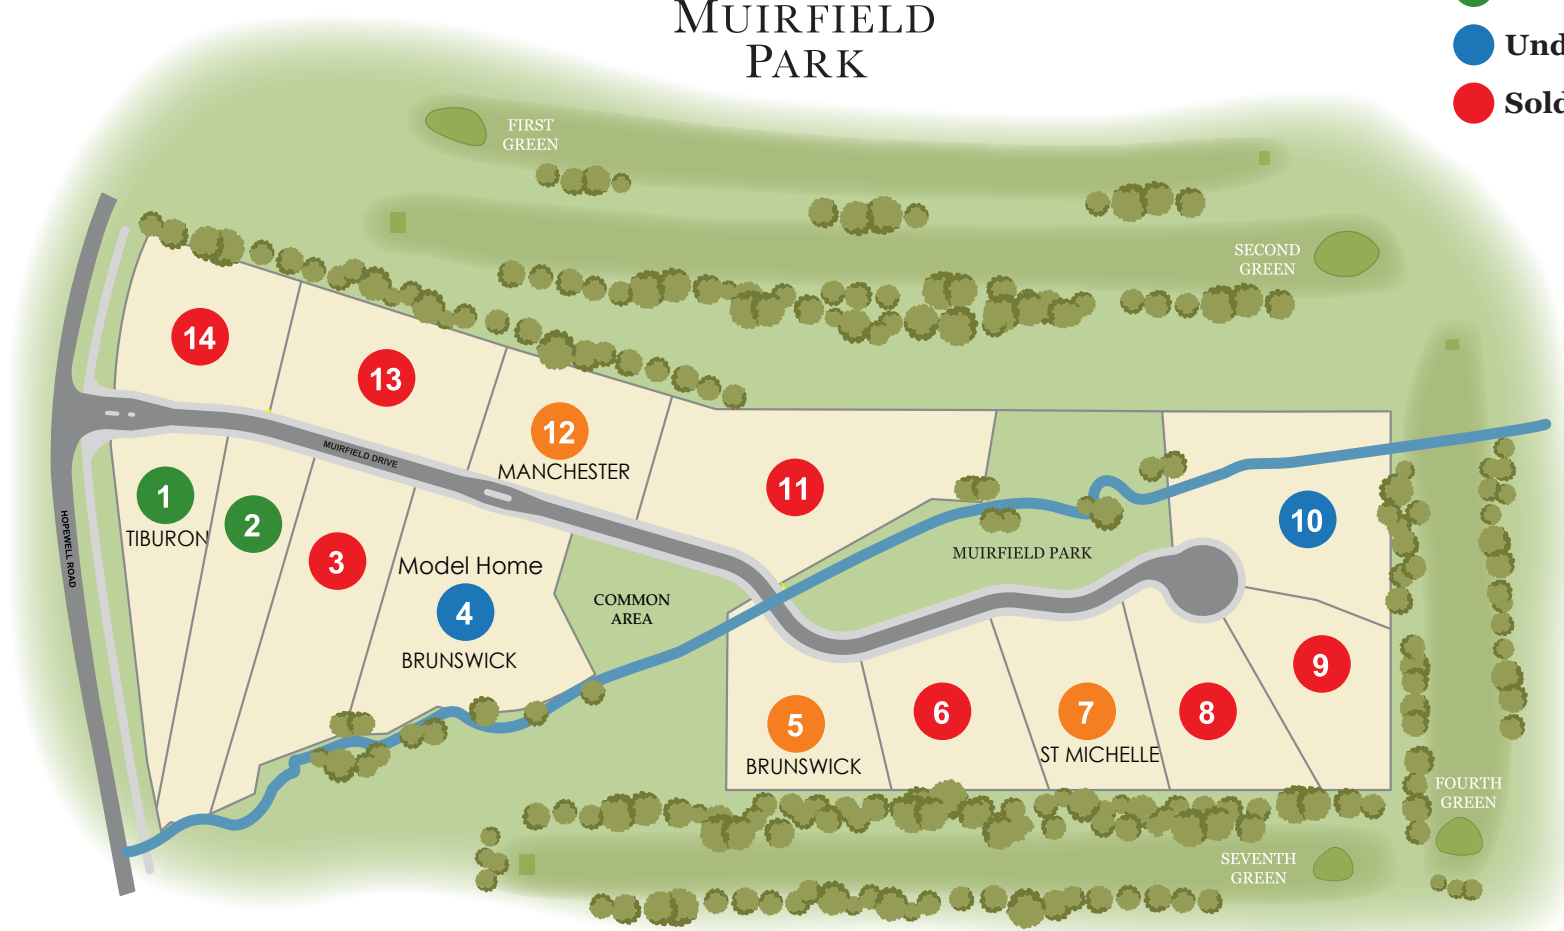 MUIRFIELD
PARK
Und
Sold
FIRST
GREEN
SECOND
GREEN
14
13
12
MANCHESTER
MUIRFIELD DRIVE
11
10
1
TIBURON
2
3
Model Home
4
BRUNSWICK
HOPEWELL ROAD
COMMON
AREA
MUIRFIELD PARK
5
BRUNSWICK
6
7
ST MICHELLE
8
9
FOURTH
GREEN
SEVENTH
GREEN